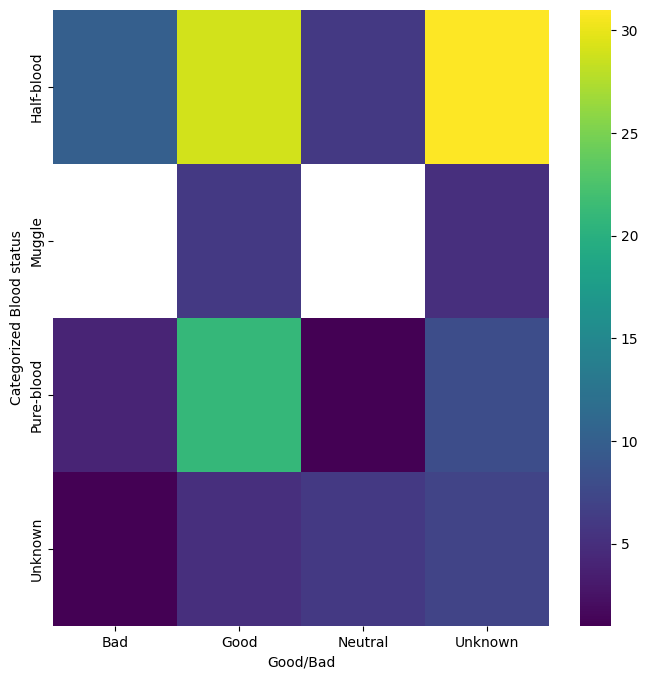 Categorized Blood status
Half-blood
Muggle
Pure-blood
Unknown
Bad
Good
Neutral
Unknown
Good/Bad
30
25
20
15
10
5